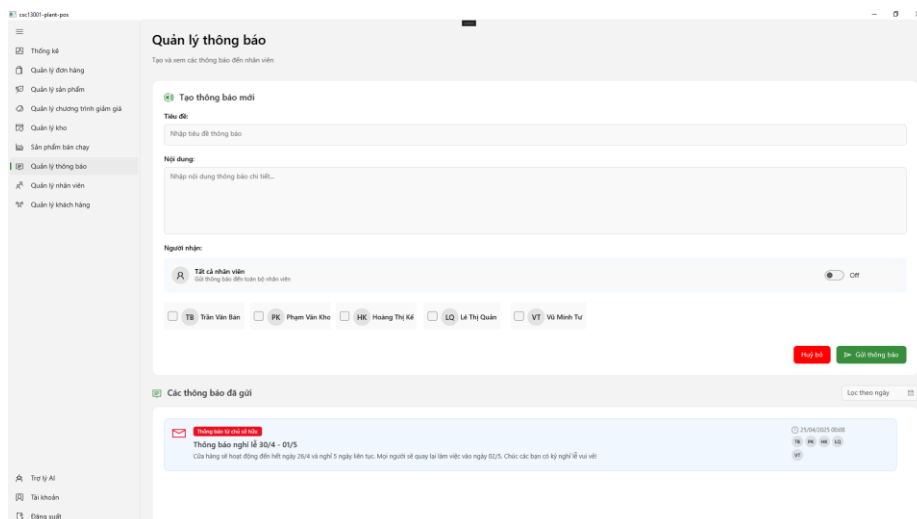 csc13001-plant-pos
Thống kê
Quản lý đơn hàng
Quản lý sản phẩm
Quản lý chương trình giảm giá
Quản lý kho
Sản phẩm bán chạy
Quản lý thông báo
Quản lý nhân viên
Quản lý khách hàng
Trợ lý AI
Tài khoản
Đăng xuất
Quản lý thông báo
Tạo và xem các thông báo đến nhân viên
Tạo thông báo mới
Tiêu đề:
Nhập tiêu đề thông báo
Nội dung:
Nhập nội dung thông báo chi tiết...
Người nhận:
Tất cả nhân viên
Gửi thông báo đến toàn bộ nhân viên
Off
TB Trần Văn Bán
PK Phạm Văn Kho
HK Hoàng Thị Kế
LQ Lê Thị Quản
VT Vũ Minh Tư
Huỷ bỏ
Gửi thông báo
Các thông báo đã gửi
Lọc theo ngày
Thông báo từ chủ sở hữu
Thông báo nghỉ lễ 30/4 - 01/5
Cửa hàng sẽ hoạt động đến hết ngày 26/4 và nghỉ 5 ngày liên tục. Mọi người sẽ quay lại làm việc vào ngày 02/5. Chúc các bạn có kỳ nghỉ lễ vui vẻ!
25/04/2025 00:08
TB PK HK LQ
VT